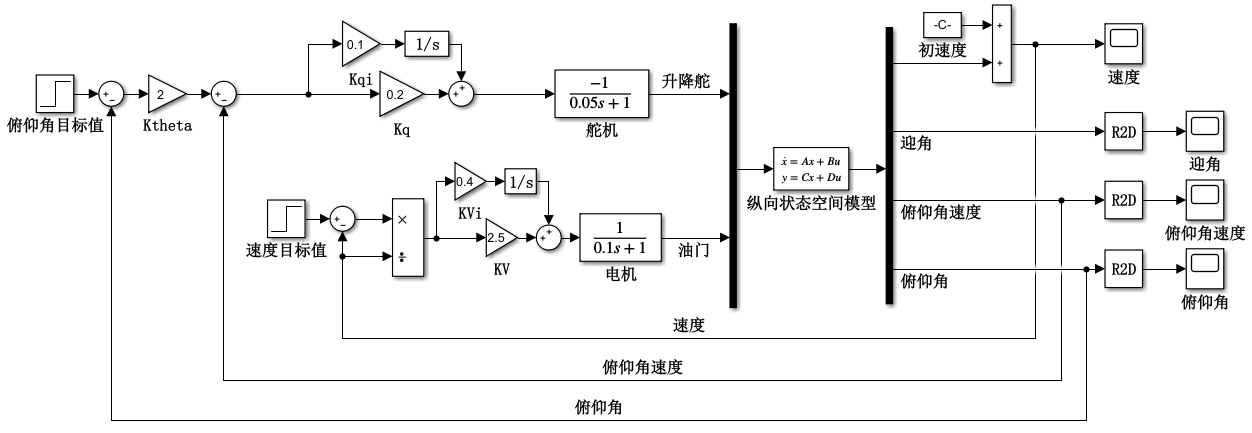 俯仰角目标值
+
-
2
Ktheta
+
-
0.1
Kqi
1/s
0.2
Kq
+
+
-1
0.05s + 1
舵机
升降舵
速度目标值
+
-
×
÷
0.4
KVi
1/s
2.5
KV
+
+
1
0.1s + 1
电机
油门
ẋ = Ax + Bu
y = Cx + Du
纵向状态空间模型
-C-
初速度
+
+
速度
迎角
R2D
迎角
俯仰角速度
R2D
俯仰角速度
俯仰角
R2D
俯仰角
速度
俯仰角速度
俯仰角